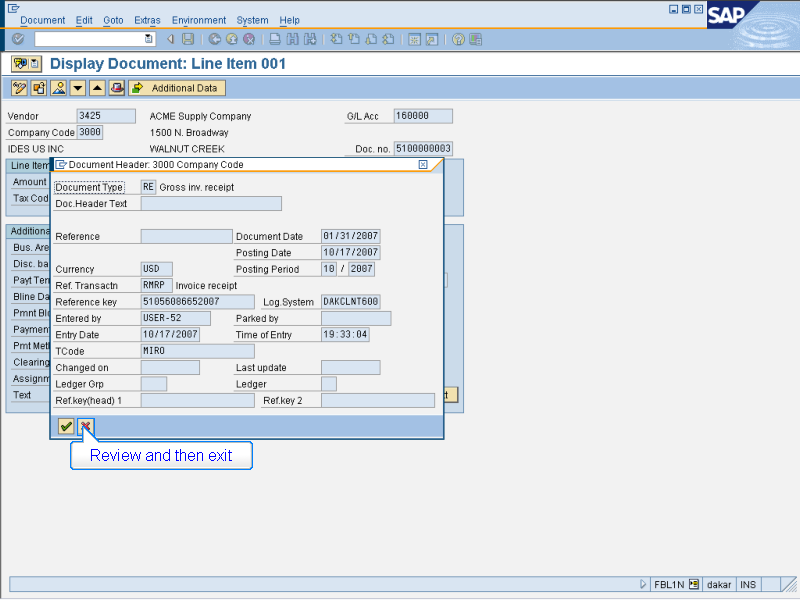 Document Edit Goto Extras Environment System Help
SAP
Display Document: Line Item 001
Additional Data
Vendor 3425 ACME Supply Company G/L Acc 160000
Company Code 3000 1500 N. Broadway
IDES US INC WALNUT CREEK Doc. no. 5100000003
Line Item
Document Header: 3000 Company Code
Amount
Document Type RE Gross inv. receipt
Tax Cod
Doc.Header Text
Additiona
Reference Document Date 01/31/2007
Bus. Are
Posting Date 10/17/2007
Disc. ba
Currency USD Posting Period 10 / 2007
Payt Ten
Ref. Transactn RMRP Invoice receipt
Bline Da
Reference key 51056086652007 Log.System DAKCLNT600
Pmnt Blo
Entered by USER-52 Parked by
Payment
Entry Date 10/17/2007 Time of Entry 19:33:04
Pmt Meth
TCode MIRO
Clearing
Changed on Last update
Assignm
Ledger Grp Ledger
Text
Ref.key(head) 1 Ref.key 2
Review and then exit
FBL1N dakar INS